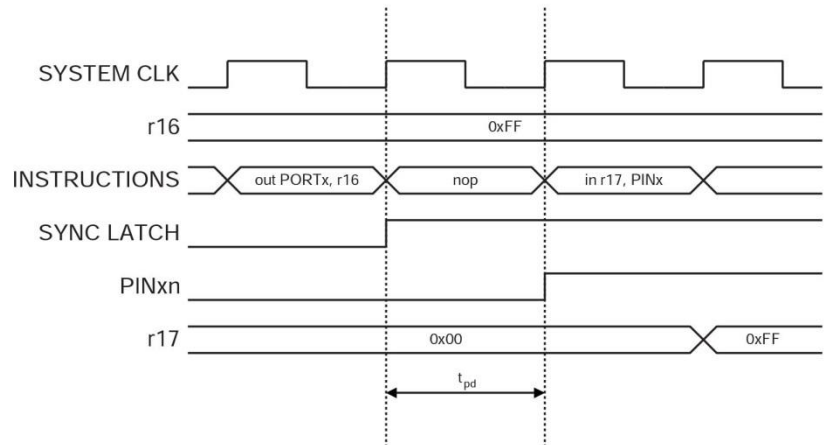 SYSTEM CLK
r16
0xFF
INSTRUCTIONS
out PORTx, r16 nop in r17, PINx
SYNC LATCH
PINxn
r17
0x00 0xFF
tpd